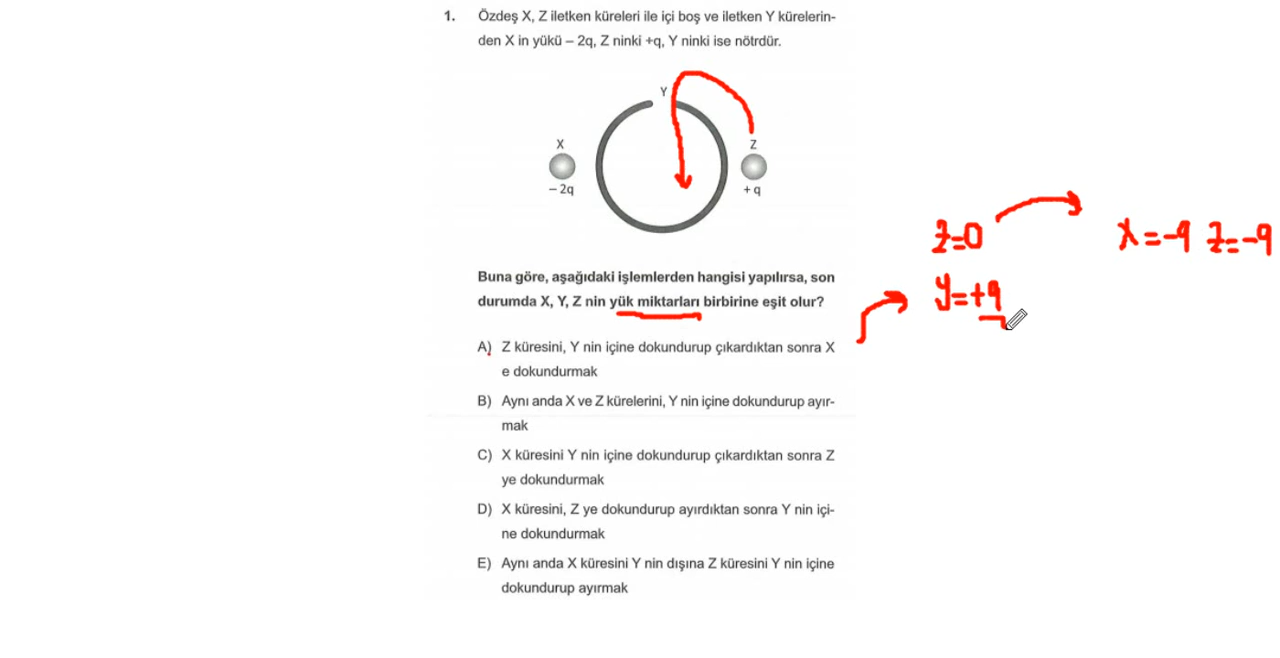 1. Özdeş X, Z iletken küreleri ile içi boş ve iletken Y kürelerin-
den X in yükü – 2q, Z ninki +q, Y ninki ise nötrdür.
Y
X
Z
– 2q
+ q
Z=0
X=-q Z=-q
Y=+q
Buna göre, aşağıdaki işlemlerden hangisi yapılırsa, son
durumda X, Y, Z nin yük miktarları birbirine eşit olur?
A) Z küresini, Y nin içine dokundurup çıkardıktan sonra X
e dokundurmak
B) Aynı anda X ve Z kürelerini, Y nin içine dokundurup ayır-
mak
C) X küresini Y nin içine dokundurup çıkardıktan sonra Z
ye dokundurmak
D) X küresini, Z ye dokundurup ayırdıktan sonra Y nin içi-
ne dokundurmak
E) Aynı anda X küresini Y nin dışına Z küresini Y nin içine
dokundurup ayırmak